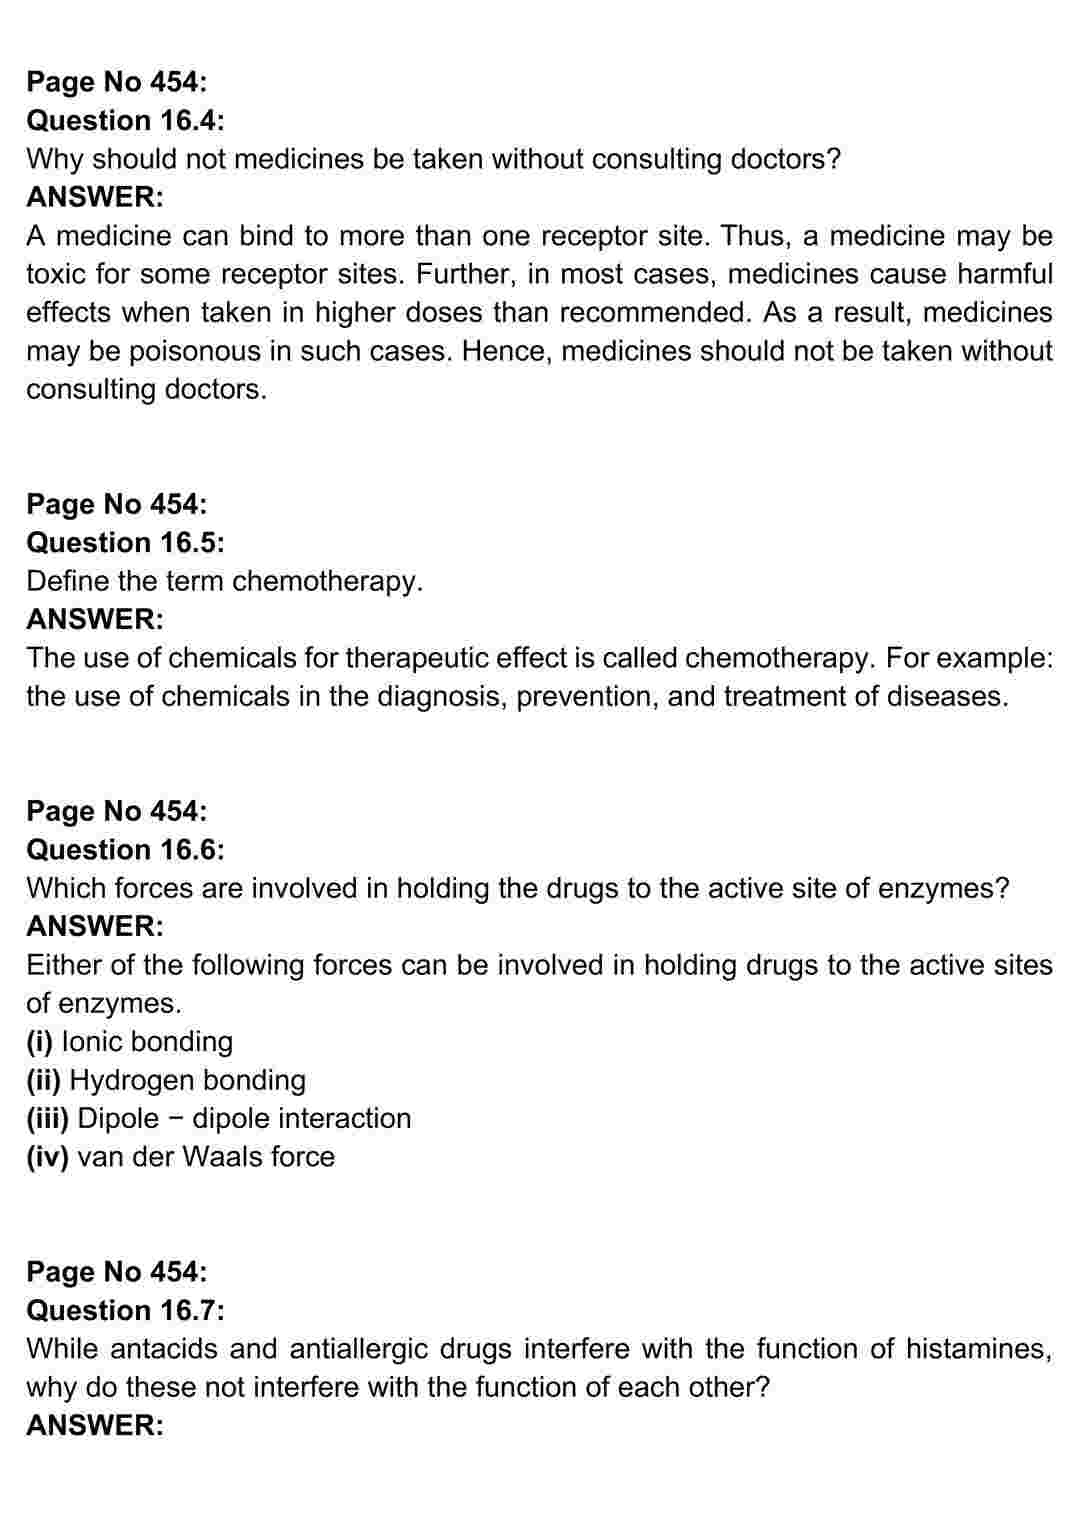 Page No 454:
Question 16.4:
Why should not medicines be taken without consulting doctors?
ANSWER:
A medicine can bind to more than one receptor site. Thus, a medicine may be
toxic for some receptor sites. Further, in most cases, medicines cause harmful
effects when taken in higher doses than recommended. As a result, medicines
may be poisonous in such cases. Hence, medicines should not be taken without
consulting doctors.
Page No 454:
Question 16.5:
Define the term chemotherapy.
ANSWER:
The use of chemicals for therapeutic effect is called chemotherapy. For example:
the use of chemicals in the diagnosis, prevention, and treatment of diseases.
Page No 454:
Question 16.6:
Which forces are involved in holding the drugs to the active site of enzymes?
ANSWER:
Either of the following forces can be involved in holding drugs to the active sites
of enzymes.
(i) Ionic bonding
(ii) Hydrogen bonding
(iii) Dipole − dipole interaction
(iv) van der Waals force
Page No 454:
Question 16.7:
While antacids and antiallergic drugs interfere with the function of histamines,
why do these not interfere with the function of each other?
ANSWER: